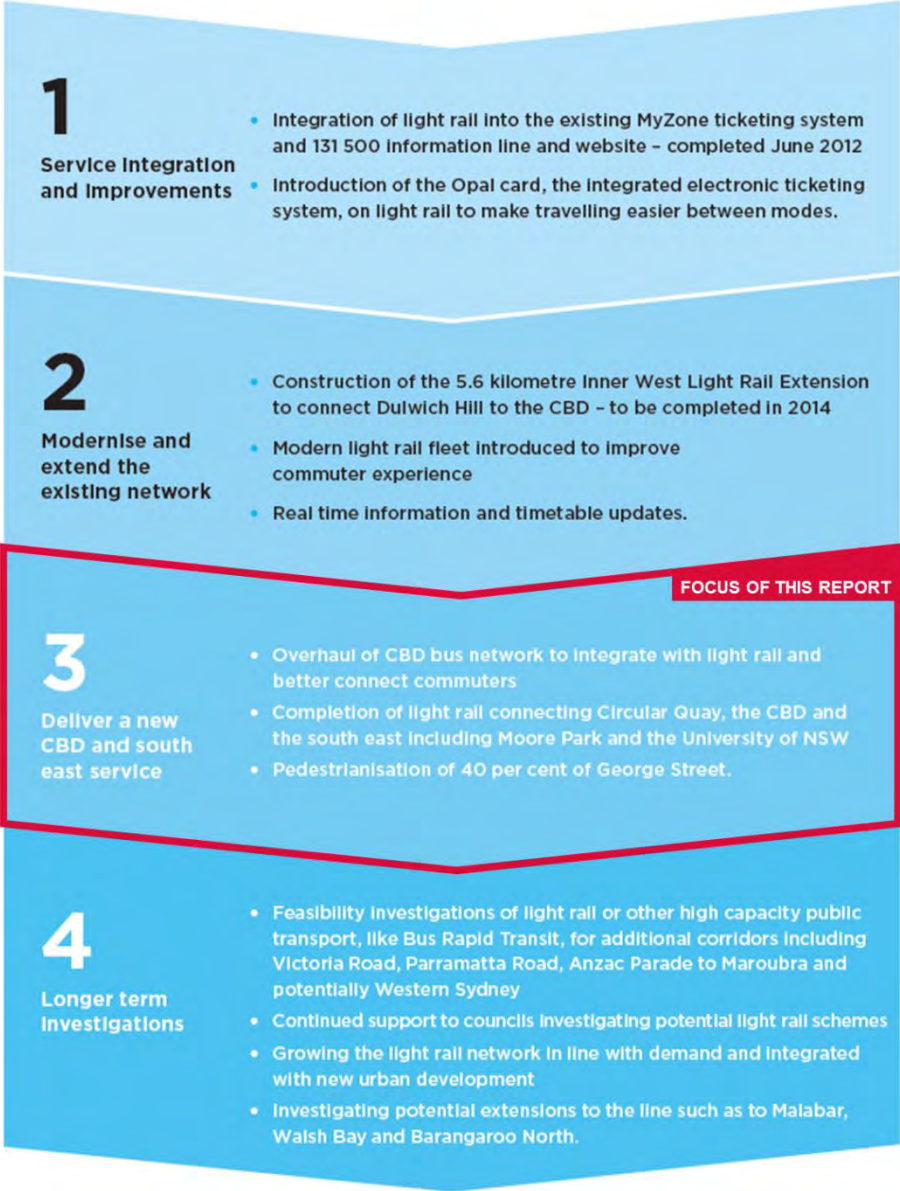 1
Service integration
and improvements
• Integration of light rail into the existing MyZone ticketing system
and 131 500 information line and website – completed June 2012
• Introduction of the Opal card, the integrated electronic ticketing
system, on light rail to make travelling easier between modes.
2
Modernise and
extend the
existing network
• Construction of the 5.6 kilometre Inner West Light Rail Extension
to connect Dulwich Hill to the CBD – to be completed in 2014
• Modern light rail fleet introduced to improve
commuter experience
• Real time information and timetable updates.
FOCUS OF THIS REPORT
3
Deliver a new
CBD and south
east service
• Overhaul of CBD bus network to integrate with light rail and
better connect commuters
• Completion of light rail connecting Circular Quay, the CBD and
the south east including Moore Park and the University of NSW
• Pedestrianisation of 40 per cent of George Street.
4
Longer term
investigations
• Feasibility investigations of light rail or other high capacity public
transport, like Bus Rapid Transit, for additional corridors including
Victoria Road, Parramatta Road, Anzac Parade to Maroubra and
potentially Western Sydney
• Continued support to councils investigating potential light rail schemes
• Growing the light rail network in line with demand and integrated
with new urban development
• Investigating potential extensions to the line such as to Malabar,
Walsh Bay and Barangaroo North.